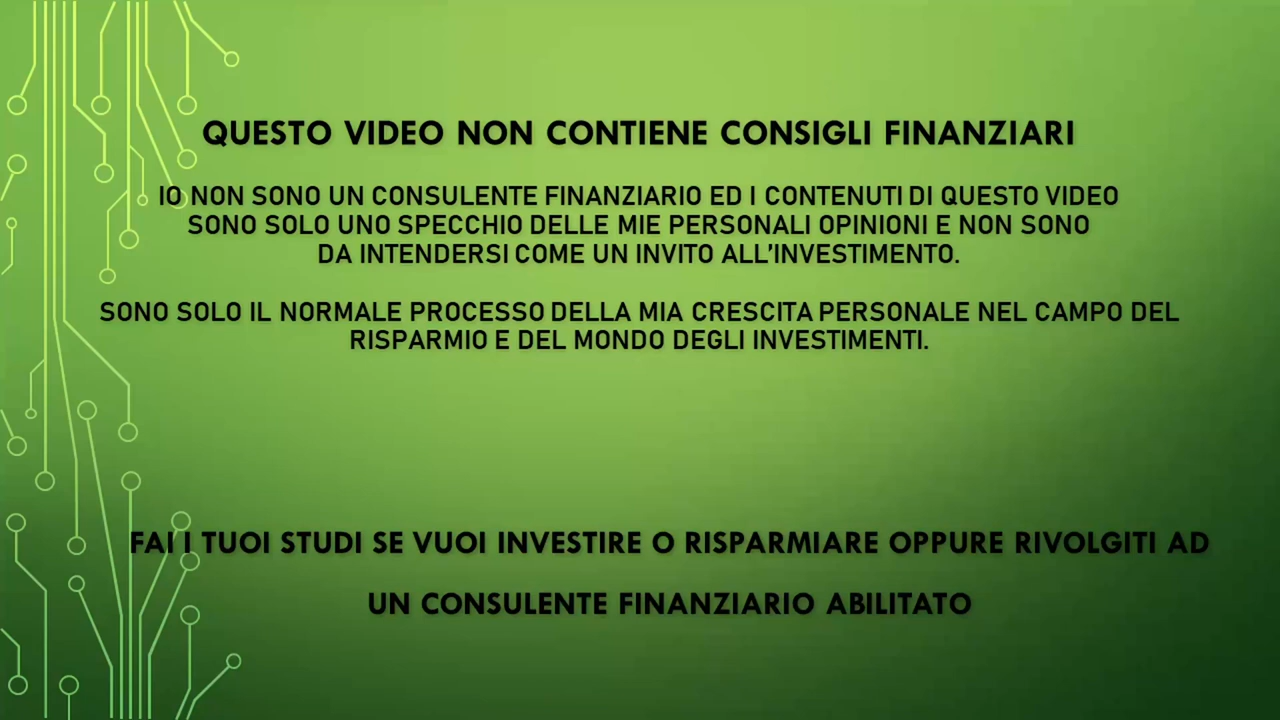 QUESTO VIDEO NON CONTIENE CONSIGLI FINANZIARI
IO NON SONO UN CONSULENTE FINANZIARIO ED I CONTENUTI DI QUESTO VIDEO
SONO SOLO UNO SPECCHIO DELLE MIE PERSONALI OPINIONI E NON SONO
DA INTENDERSI COME UN INVITO ALL'INVESTIMENTO.
SONO SOLO IL NORMALE PROCESSO DELLA MIA CRESCITA PERSONALE NEL CAMPO DEL
RISPARMIO E DEL MONDO DEGLI INVESTIMENTI.
FAI I TUOI STUDI SE VUOI INVESTIRE O RISPARMIARE OPPURE RIVOLGITI AD
UN CONSULENTE FINANZIARIO ABILITATO